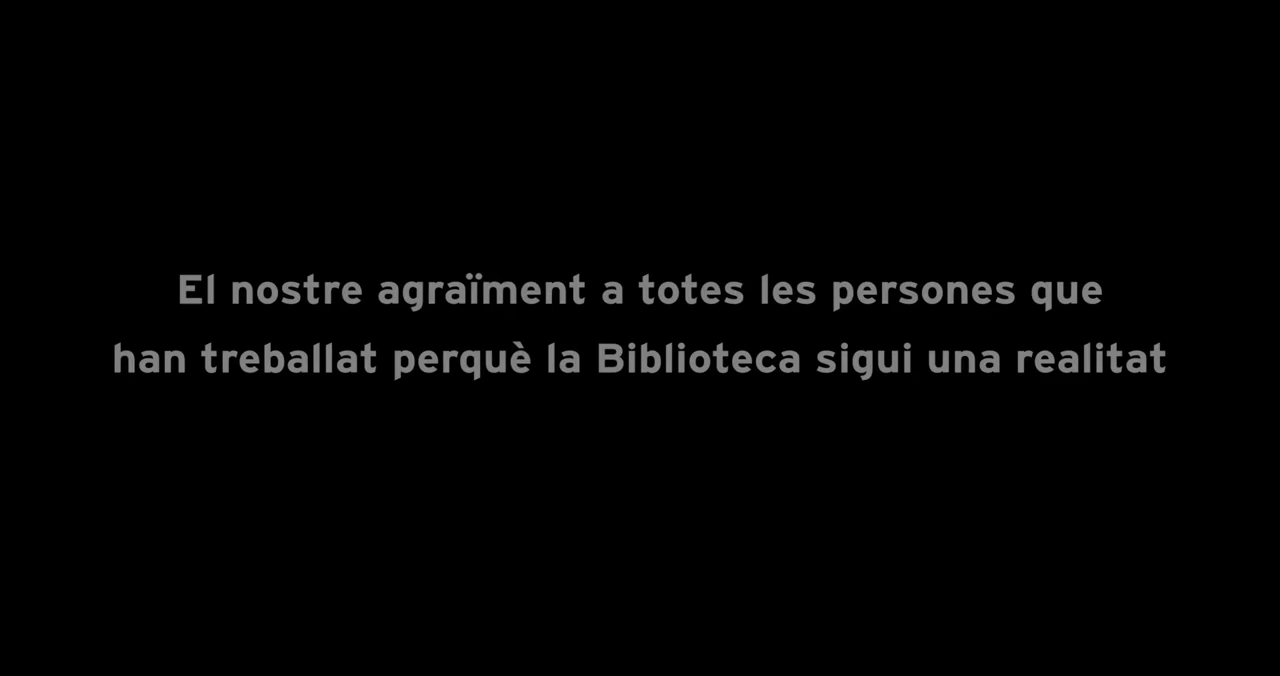 El nostre agraïment a totes les persones que
han treballat perquè la Biblioteca sigui una realitat